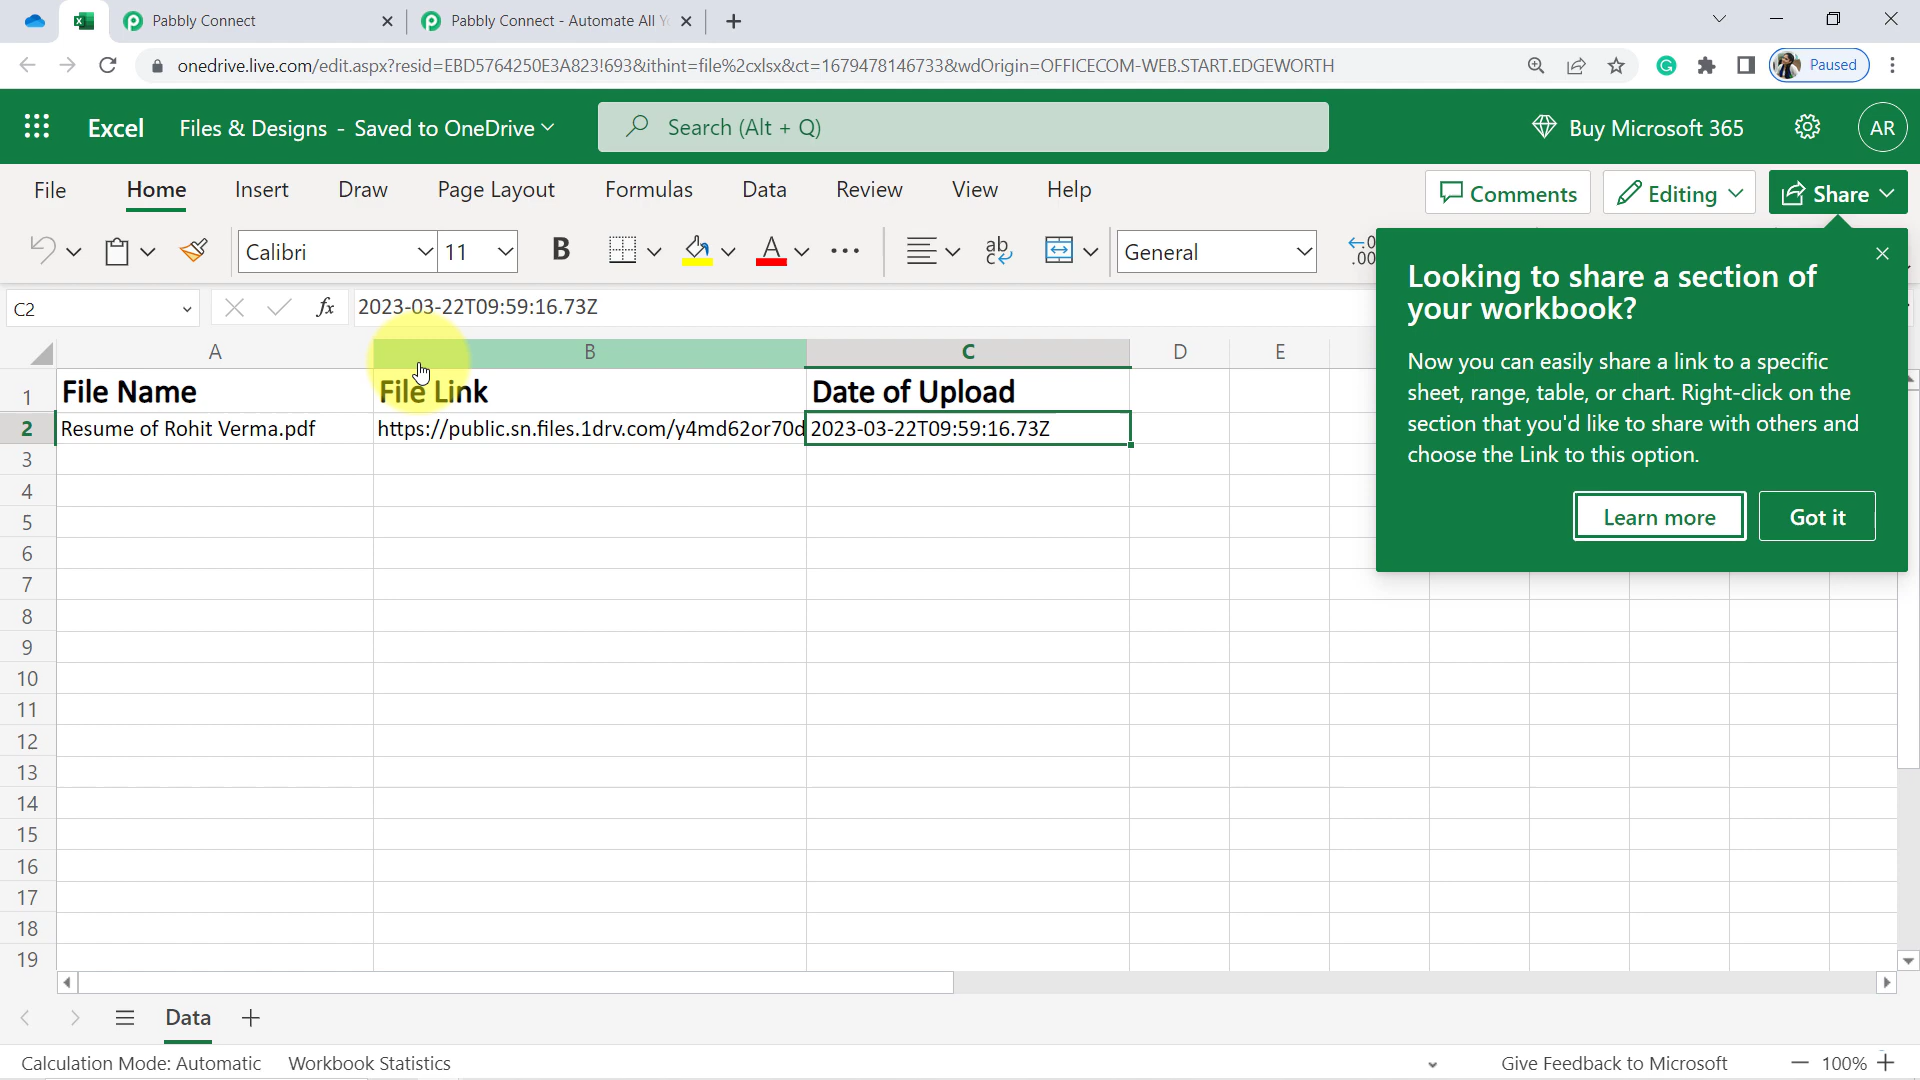 Pabbly Connect
Pabbly Connect - Automate All Yo
onedrive.live.com/edit.aspx?resid=EBD5764250E3A823!693&ithint=file%2cxlsx&ct=1679478146733&wdOrigin=OFFICECOM-WEB.START.EDGEWORTH
Paused
Excel
Files & Designs - Saved to OneDrive
Search (Alt + Q)
Buy Microsoft 365
AR
File Home Insert Draw Page Layout Formulas Data Review View Help
Comments
Editing
Share
Calibri
11
B
A
ab
General
.00
C2
fx
2023-03-22T09:59:16.73Z
A B C D E
1 File Name File Link Date of Upload
2 Resume of Rohit Verma.pdf https://public.sn.files.1drv.com/y4md62or70d 2023-03-22T09:59:16.73Z
3
4
5
6
7
8
9
10
11
12
13
14
15
16
17
18
19
Looking to share a section of
your workbook?
Now you can easily share a link to a specific
sheet, range, table, or chart. Right-click on the
section that you'd like to share with others and
choose the Link to this option.
Learn more
Got it
Data
Calculation Mode: Automatic
Workbook Statistics
Give Feedback to Microsoft
100%